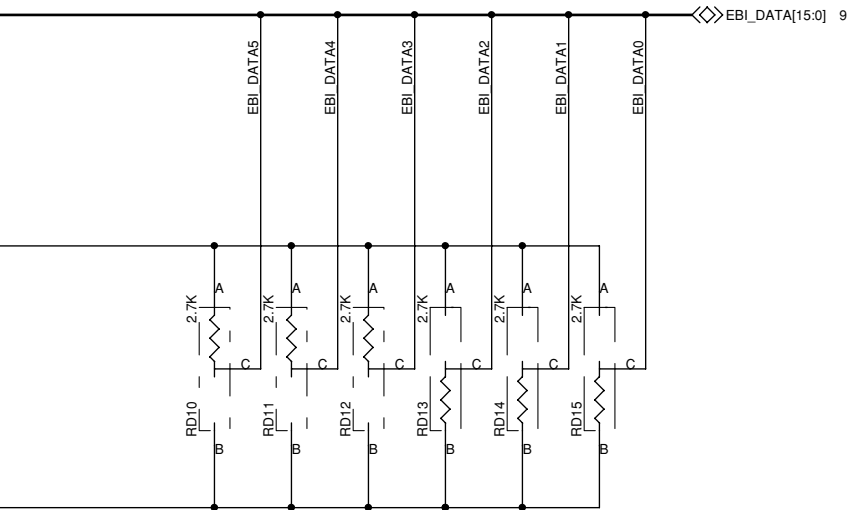 EBI_DATA[15:0] 9
EBI_DATA5
EBI_DATA4
EBI_DATA3
EBI_DATA2
EBI_DATA1
EBI_DATA0
A A A A A A
2.7K 2.7K 2.7K 2.7K 2.7K 2.7K
C C C C C C
RD10 RD11 RD12 RD13 RD14 RD15
B B B B B B